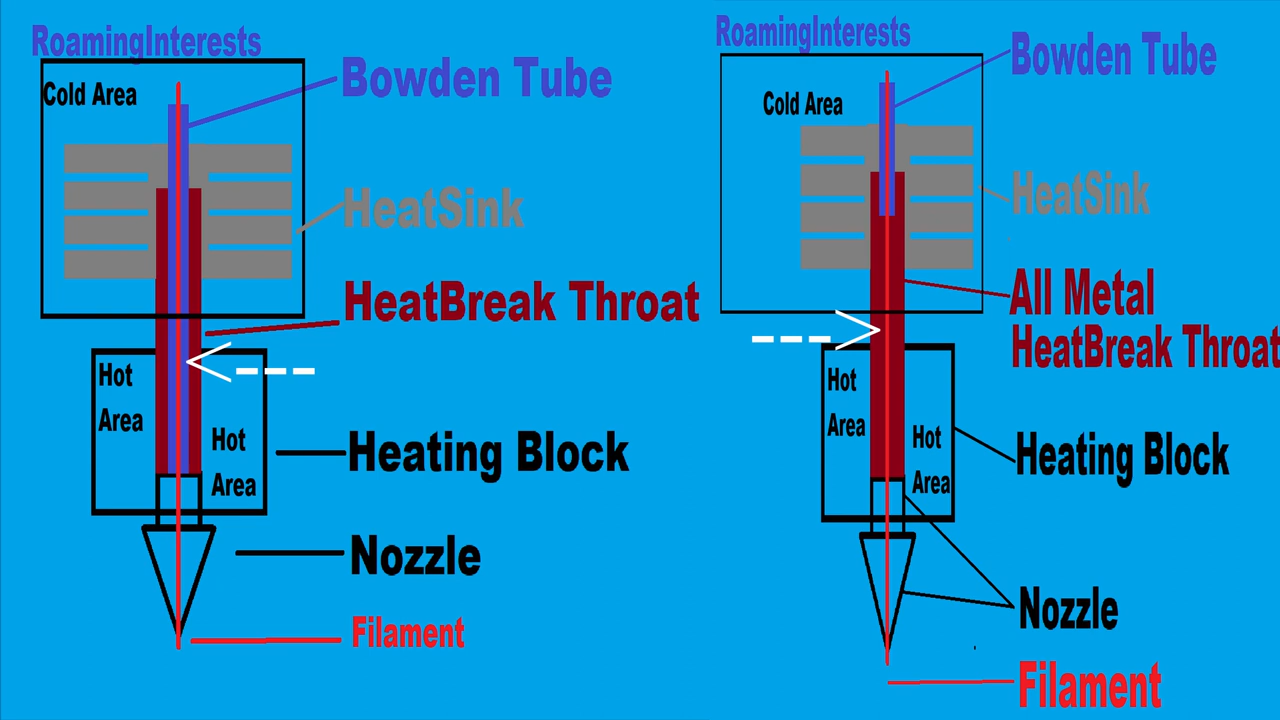 RoamingInterests
Cold Area
Bowden Tube
HeatSink
HeatBreak Throat
Hot
Area
Hot
Area
Heating Block
Nozzle
Filament
RoamingInterests
Cold Area
Bowden Tube
HeatSink
All Metal
HeatBreak Throat
Hot
Area
Hot
Area
Heating Block
Nozzle
Filament